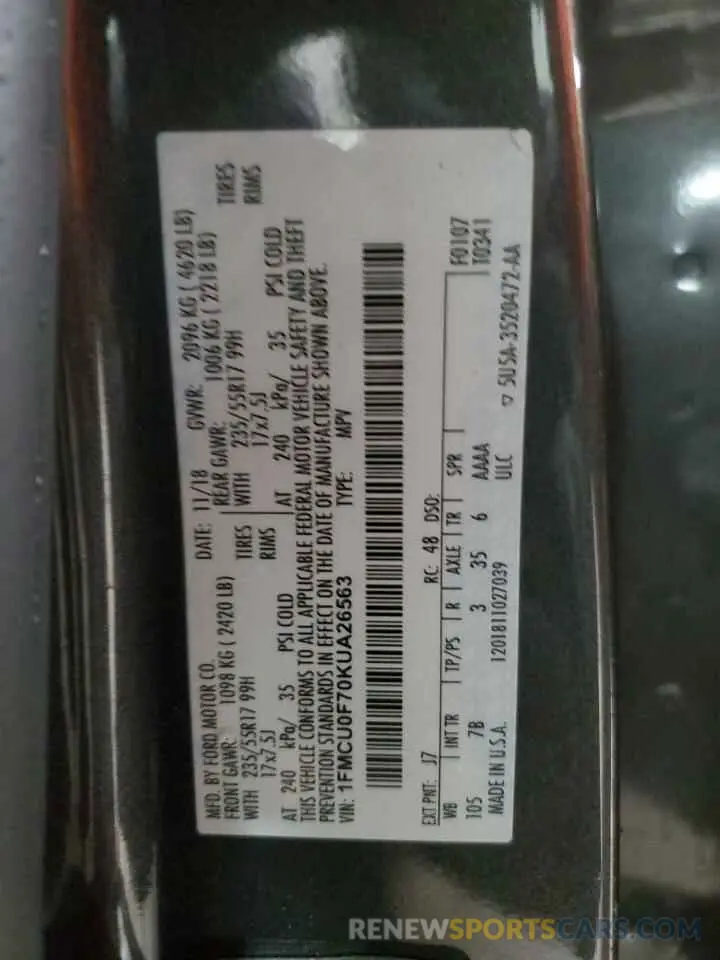 MFD. BY FORD MOTOR CO.
DATE: 11/18 GVWR: 2096 KG ( 4620 LB)
FRONT GAWR: 1098 KG ( 2420 LB) REAR GAWR: 1006 KG ( 2218 LB)
WITH 235/55R17 99H TIRES WITH 235/55R17 99H TIRES
17x7.5J RIMS 17x7.5J RIMS
AT 240 kPa/ 35 PSI COLD AT 240 kPa/ 35 PSI COLD
THIS VEHICLE CONFORMS TO ALL APPLICABLE FEDERAL MOTOR VEHICLE SAFETY AND THEFT
PREVENTION STANDARDS IN EFFECT ON THE DATE OF MANUFACTURE SHOWN ABOVE.
VIN: 1FMCU0F70KUA26563 TYPE: MPV
F0107
T0341
EXT PNT: J7 RC: 48 DSO:
WB INT TR TP/PS R AXLE TR SPR
105 7B 3 35 6 AAAA
MADE IN U.S.A. 1201811027039 ULC
▽ 5U5A-3520472-AA
RENEWSPORTSCARS.COM